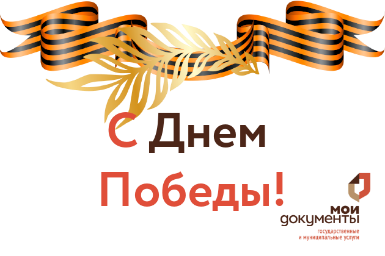 С Днем
Победы!
мои
документы
государственные
и муниципальные услуги